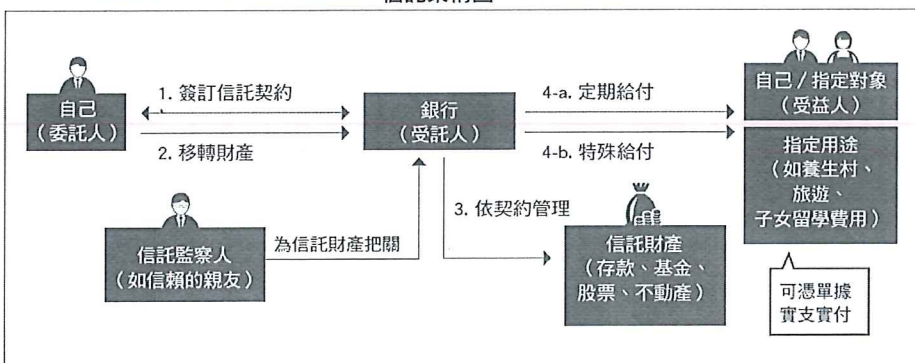 1. 簽訂信託契約
4-a. 定期給付
自己
（委託人）
銀行
（受託人）
自己/指定對象
（受益人）
2. 移轉財產
4-b. 特殊給付
指定用途
（如養生村、
旅遊、
子女留學費用）
3. 依契約管理
信託監察人
（如信賴的親友）
為信託財產把關
信託財產
（存款、基金、
股票、不動產）
可憑單據
實支實付